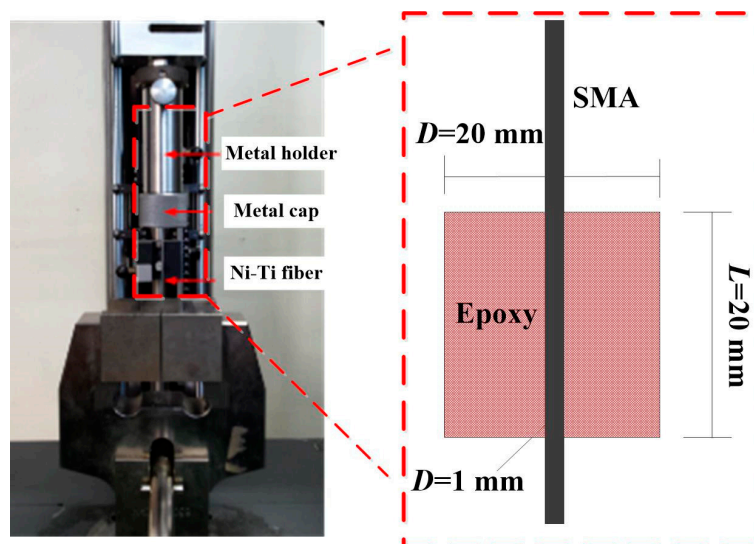 Metal holder
Metal cap
Ni-Ti fiber
SMA
D=20 mm
Epoxy
L=20 mm
D=1 mm